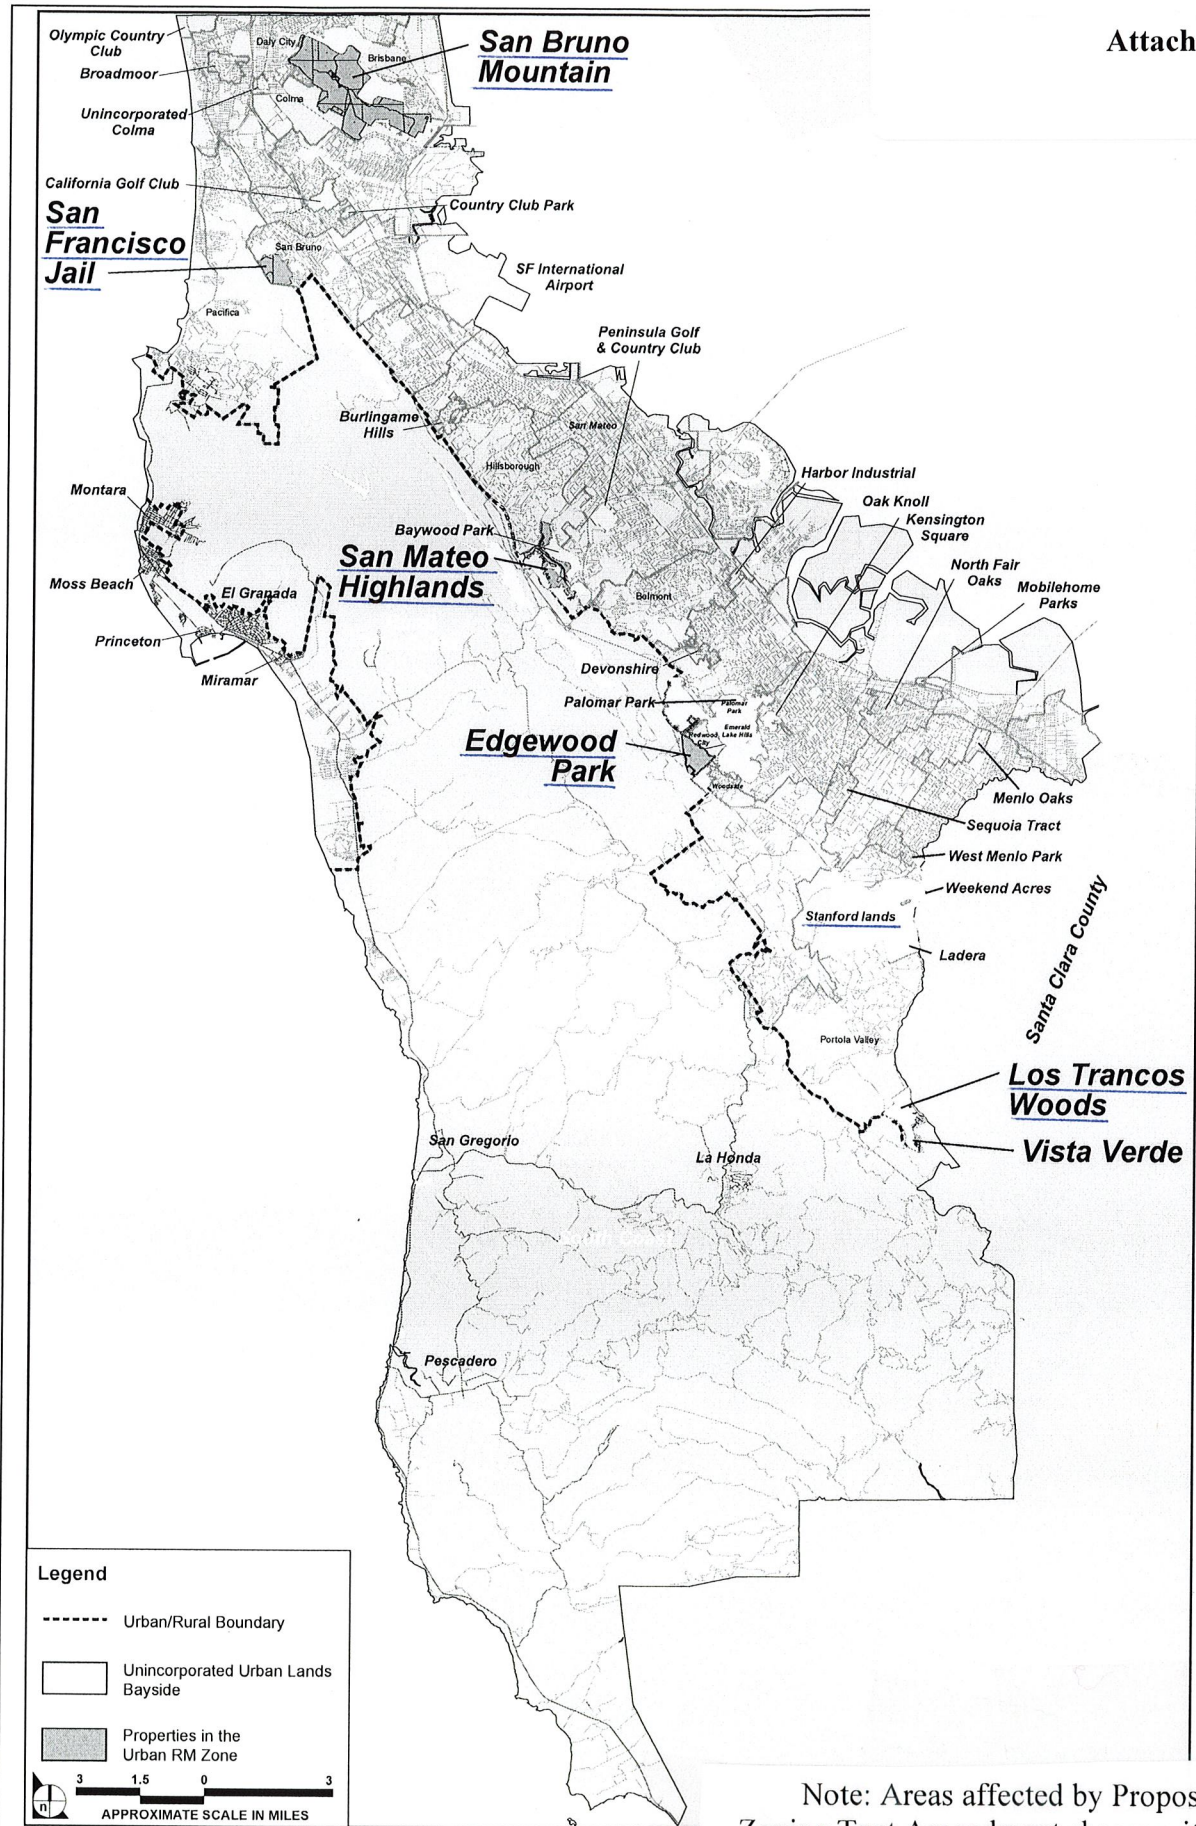 Attach
Olympic Country
Club
Broadmoor
Unincorporated
Colma
Daly City
Brisbane
Colma
San Bruno
Mountain
California Golf Club
Country Club Park
San
Francisco
Jail
San Bruno
SF International
Airport
Pacifica
Peninsula Golf
& Country Club
Burlingame
Hills
San Mateo
Hillsborough
Harbor Industrial
Oak Knoll
Kensington
Square
Montara
Baywood Park
San Mateo
Highlands
North Fair
Oaks
Mobilehome
Parks
Moss Beach
El Granada
Belmont
Princeton
Miramar
Devonshire
Palomar Park
Palomar
Park
Emerald
Lake Hills
Redwood
City
Edgewood
Park
Woodside
Menlo Oaks
Sequoia Tract
West Menlo Park
Weekend Acres
Stanford lands
Ladera
Santa Clara County
Portola Valley
Los Trancos
Woods
Vista Verde
San Gregorio
La Honda
Pescadero
Legend
Urban/Rural Boundary
Unincorporated Urban Lands
Bayside
Properties in the
Urban RM Zone
3 1.5 0 3
n
APPROXIMATE SCALE IN MILES
Note: Areas affected by Propos